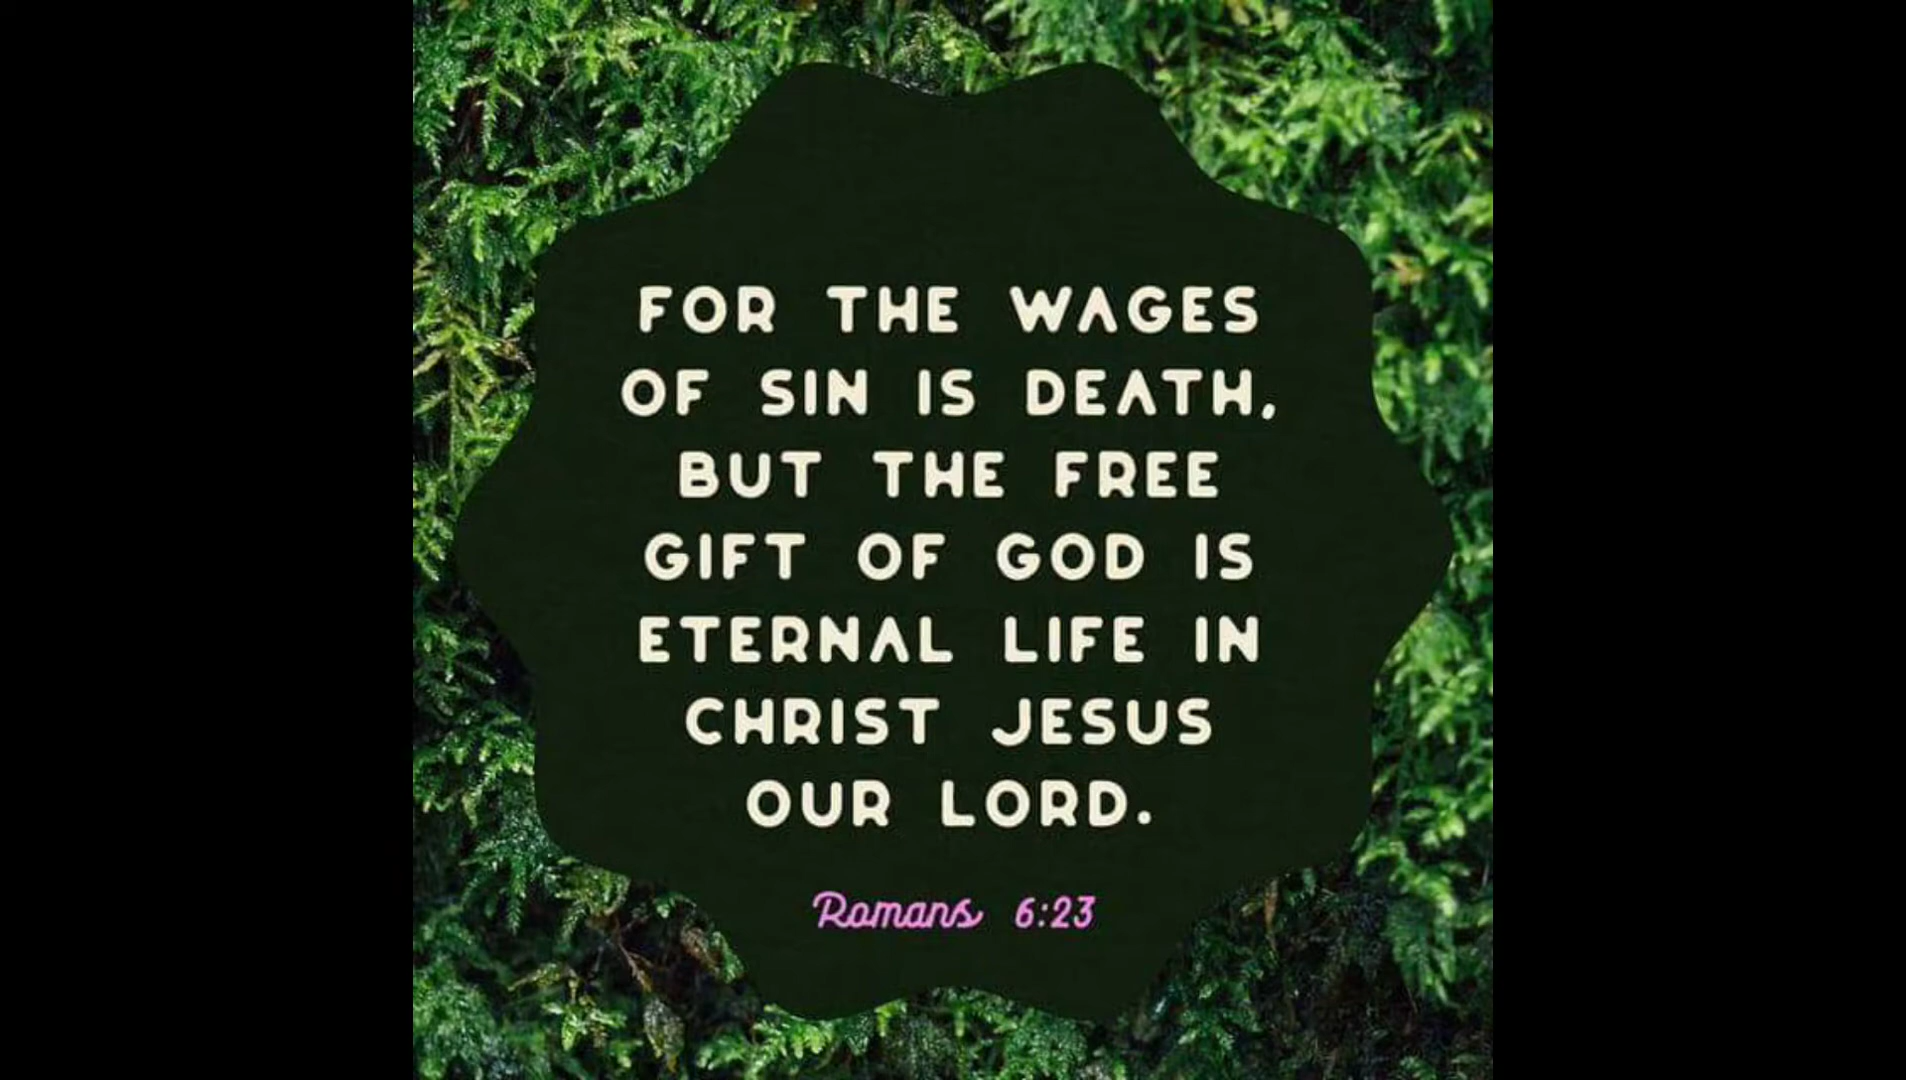 FOR THE WAGES
OF SIN IS DEATH,
BUT THE FREE
GIFT OF GOD IS
ETERNAL LIFE IN
CHRIST JESUS
OUR LORD.
Romans 6:23